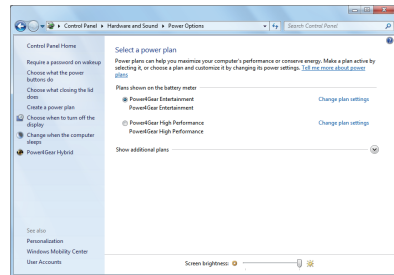 Control Panel
Hardware and Sound
Power Options
Search Control Panel
Control Panel Home
Require a password on wakeup
Choose what the power
buttons do
Choose what closing the lid
does
Create a power plan
Choose when to turn off the
display
Change when the computer
sleeps
Power4Gear Hybrid
See also
Personalization
Windows Mobility Center
User Accounts
Select a power plan
Power plans can help you maximize your computer's performance or conserve energy. Make a plan active by
selecting it, or choose a plan and customize it by changing its power settings. Tell me more about power
plans
Plans shown on the battery meter
Power4Gear Entertainment
Change plan settings
Power4Gear Entertainment
Power4Gear High Performance
Change plan settings
Power4Gear High Performance
Show additional plans
Screen brightness: